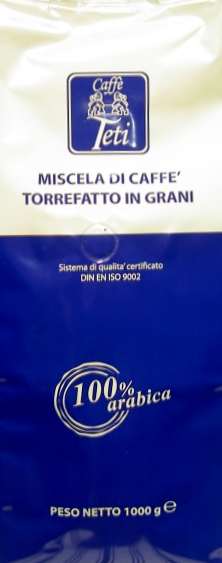 Caffè
Teti
MISCELA DI CAFFE'
TORREFATTO IN GRANI
Sistema di qualita' certificato
DIN EN ISO 9002
100%
arabica
PESO NETTO 1000 g ℮